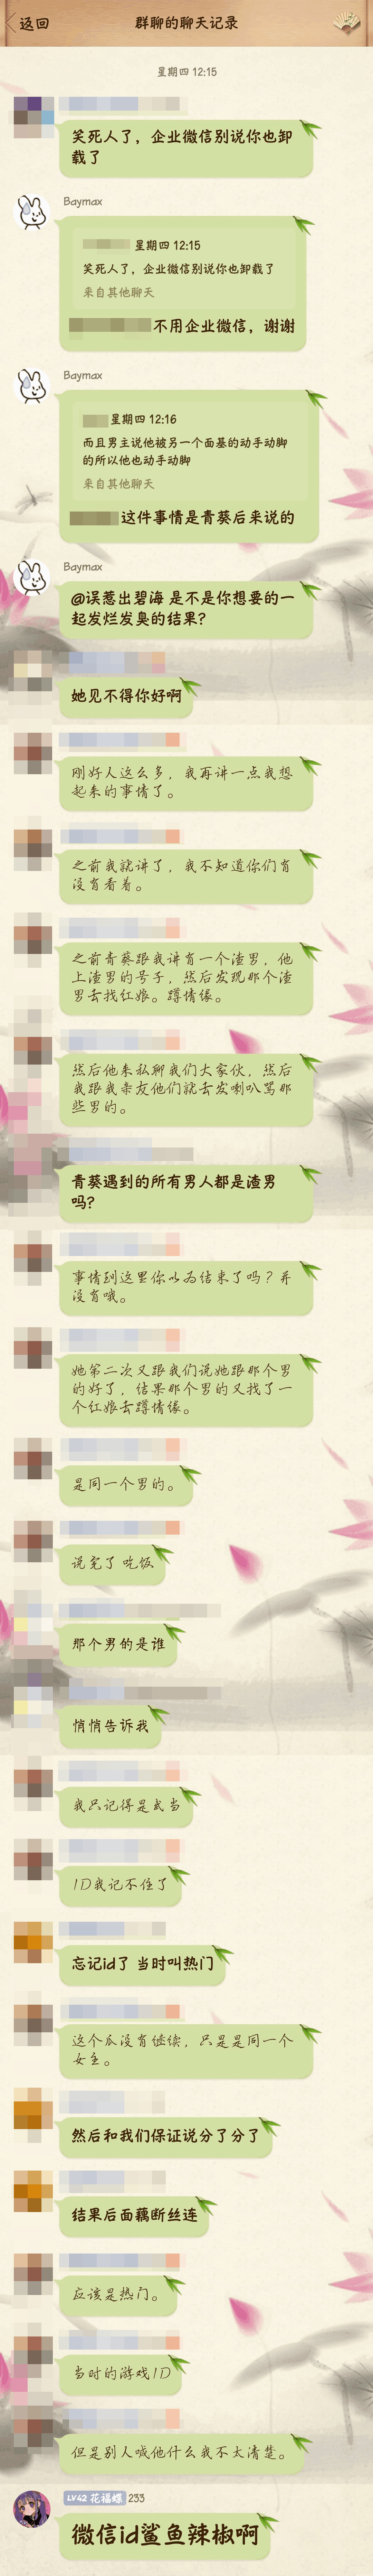 返回
群聊的聊天记录
星期四 12:15
笑死人了，企业微信别说你也卸
载了
Baymax
星期四 12:15
笑死人了，企业微信别说你也卸载了
来自其他聊天
不用企业微信，谢谢
Baymax
星期四 12:16
而且男主说他被另一个面基的动手动脚
的所以他也动手动脚
来自其他聊天
这件事情是青葵后来说的
Baymax
@误惹出碧海 是不是你想要的一
起发烂发臭的结果？
她见不得你好啊
刚好人这么多，我再讲一点我想
起来的事情了。
之前我就讲了，我不知道你们有
没有看着。
之前青葵跟我讲有一个渣男，他
上渣男的号子，然后发现那个渣
男去找红娘。蹲情缘。
然后他来私聊我们大家伙，然后
我跟我亲友他们就去发喇叭骂那
些男的。
青葵遇到的所有男人都是渣男
吗？
事情到这里你以为结束了吗？并
没有哦。
她第二次又跟我们说她跟那个男
的好了，结果那个男的又找了一
个红娘去蹲情缘。
是同一个男的。
说完了 吃饭
那个男的是谁
悄悄告诉我
我只记得是武当
ID我记不住了
忘记id了 当时叫热门
这个瓜没有继续，只是是同一个
女主。
然后和我们保证说分了分了
结果后面藕断丝连
应该是热门。
当时的游戏ID
但是别人喊他什么我不太清楚。
LV42 花福蝶 233
微信id鲨鱼辣椒啊